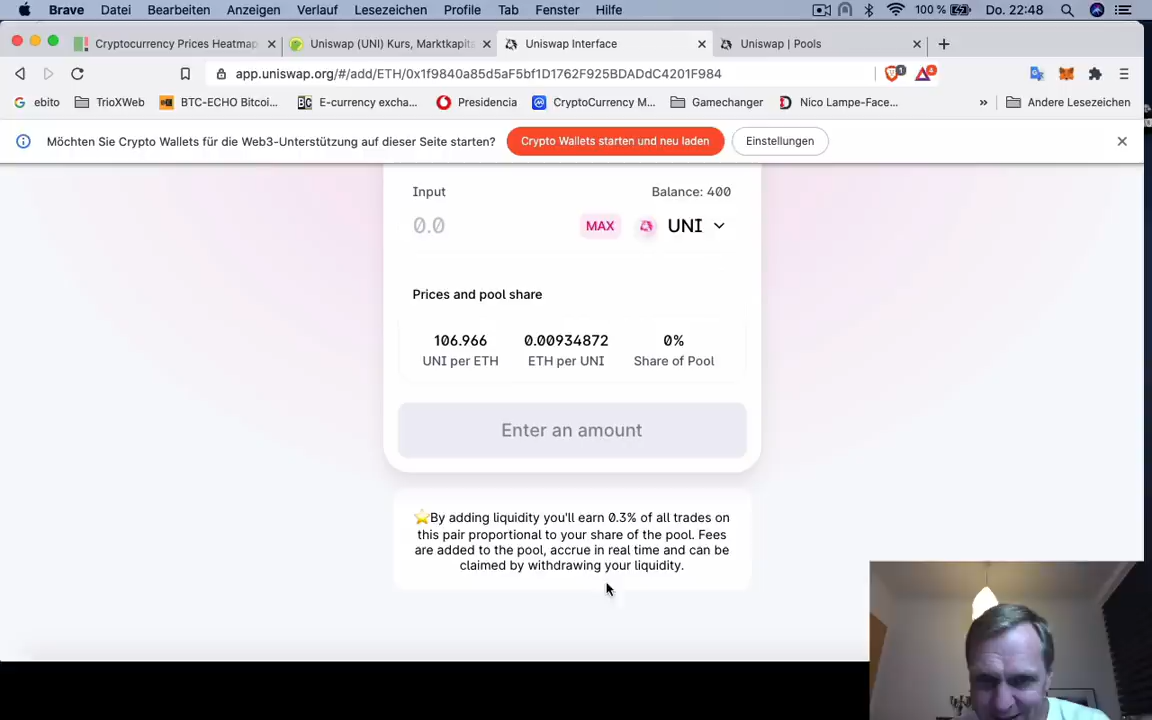 Brave Datei Bearbeiten Anzeigen Verlauf Lesezeichen Profile Tab Fenster Hilfe 100 % Do. 22:48
Cryptocurrency Prices Heatmap Uniswap (UNI) Kurs, Marktkapit Uniswap Interface Uniswap | Pools
app.uniswap.org/#/add/ETH/0x1f9840a85d5aF5bf1D1762F925BDADdC4201F984 1 4
ebito TrioXWeb BTC-ECHO Bitcoi... E-currency excha... Presidencia CryptoCurrency M... Gamechanger Nico Lampe-Face... » Andere Lesezeichen
Möchten Sie Crypto Wallets für die Web3-Unterstützung auf dieser Seite starten? Crypto Wallets starten und neu laden Einstellungen
Input Balance: 400
0.0 MAX UNI
Prices and pool share
106.966 0.00934872 0%
UNI per ETH ETH per UNI Share of Pool
Enter an amount
⭐By adding liquidity you'll earn 0.3% of all trades on
this pair proportional to your share of the pool. Fees
are added to the pool, accrue in real time and can be
claimed by withdrawing your liquidity.